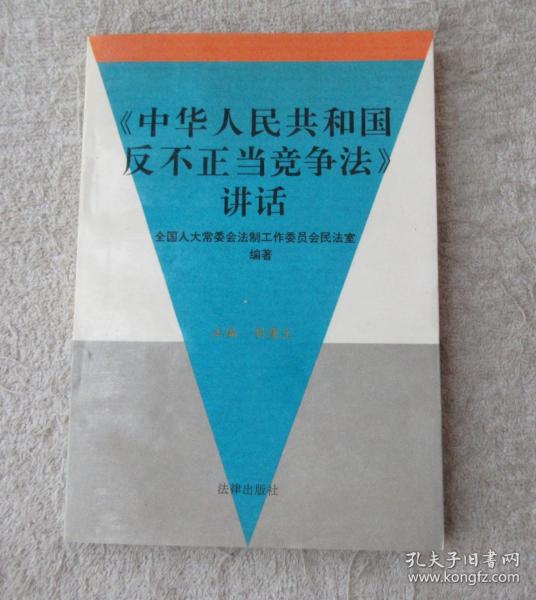 《中华人民共和国
反不正当竞争法》
讲话
全国人大常委会法制工作委员会民法室
编著
主编
法律出版社
孔夫子旧书网
www.kongfz.com